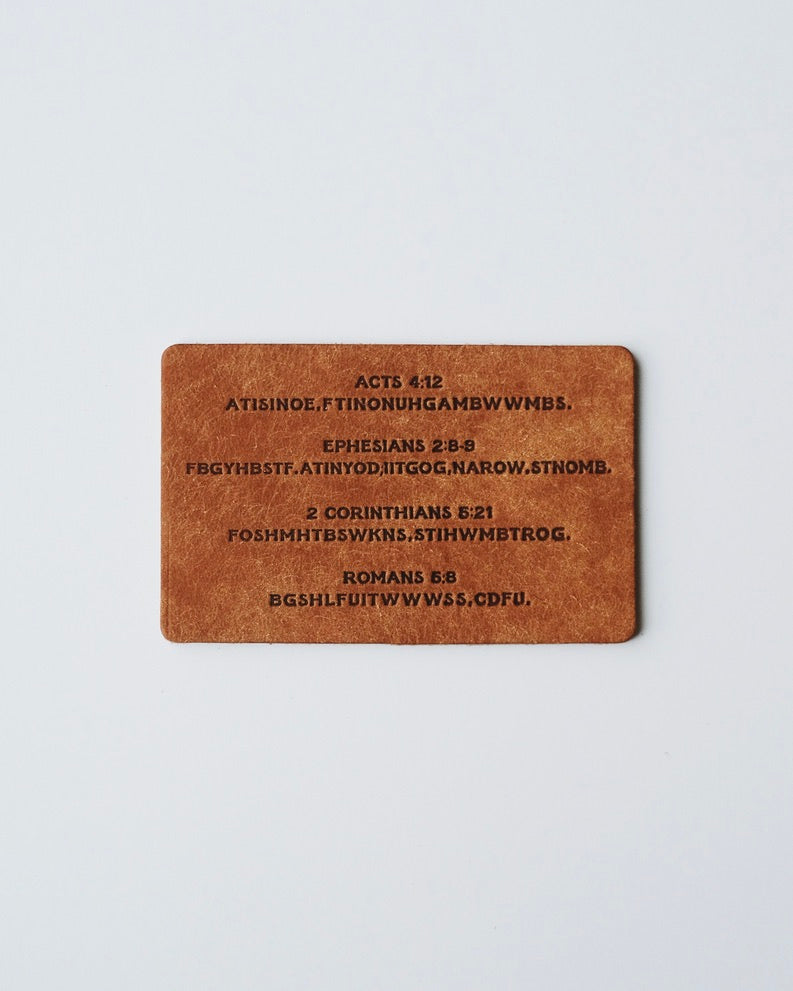 ACTS 4:12
ATISINOE,FTINONUHGAMBWWMBS.
EPHESIANS 2:8-9
FBGYHBSTF.ATINYOD;IITGOG,NAROW,STNOMB.
2 CORINTHIANS 5:21
FOSHMHTBSWKNS,STIHWMBTROG.
ROMANS 5:8
BGSHLFUITWWWSS,CDFU.